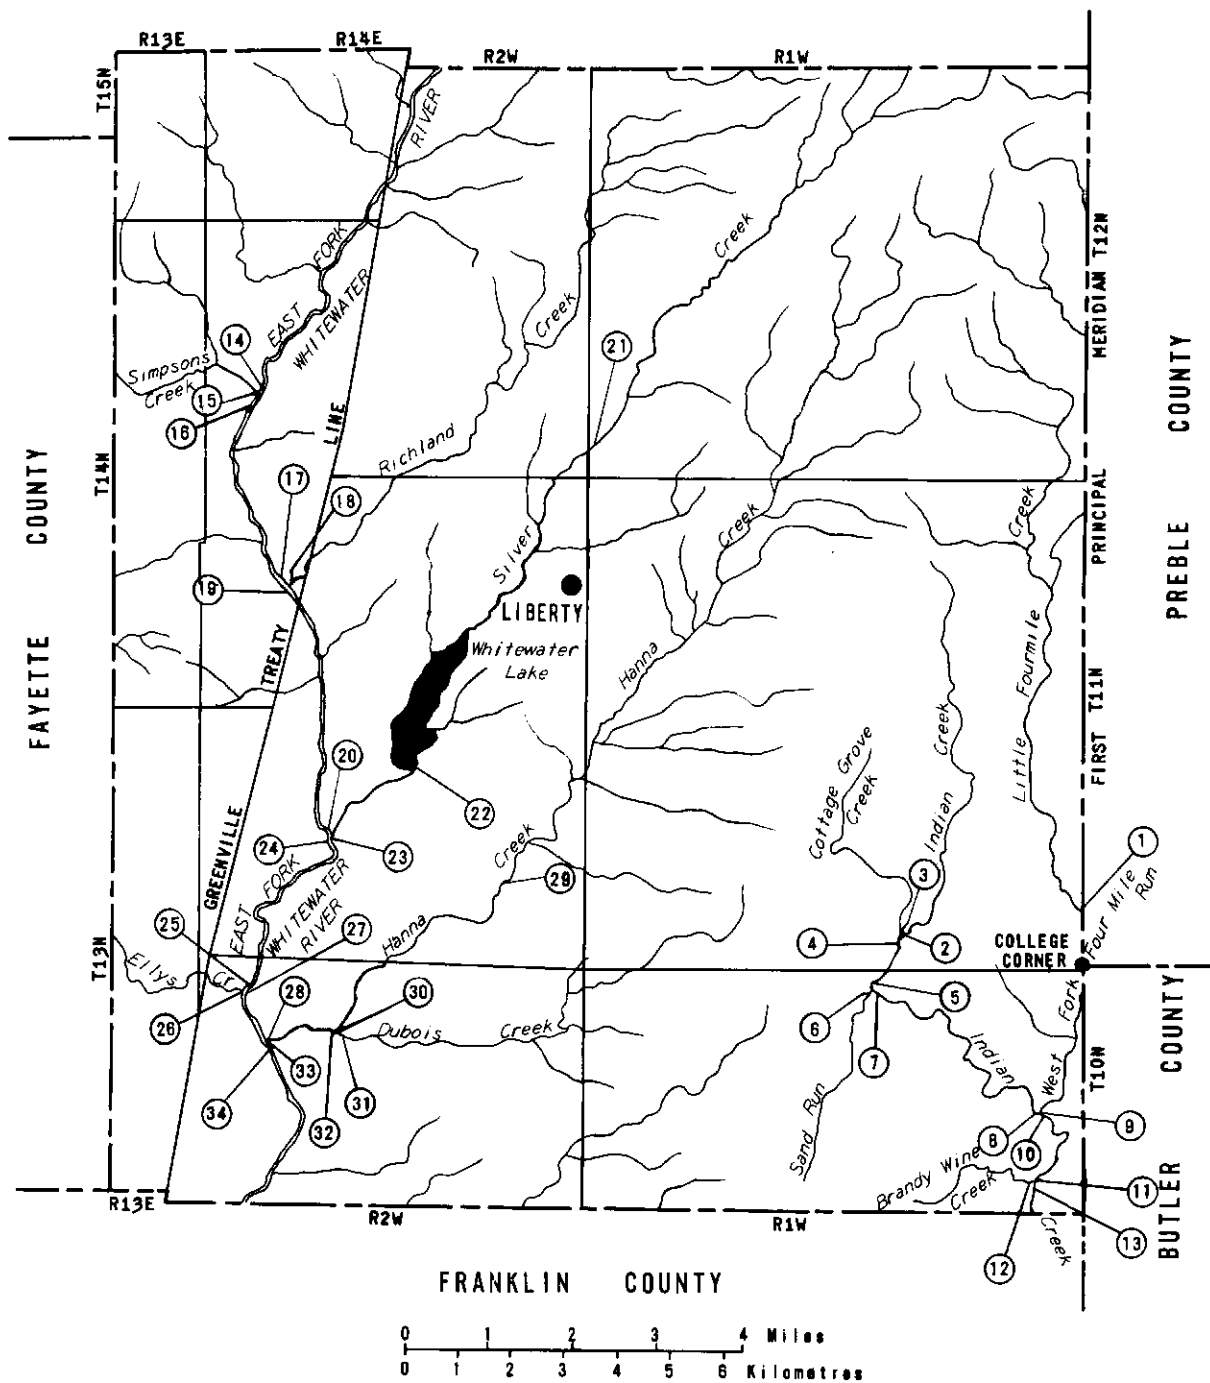 R13E
R14E
R2W
R1W
T15N
RIVER
FORK
EAST
WHITEWATER
Creek
T12N
MERIDIAN
14
Simpsons
Creek
15
16
Creek
21
LINE
Richland
17
18
T14N
FAYETTE COUNTY
PREBLE COUNTY
PRINCIPAL
Creek
Creek
Silver
19
LIBERTY
Whitewater
Lake
TREATY
Hanna
Little Fourmile
T11N
FIRST
20
22
Cottage Grove
Creek
Indian Creek
1
Four Mile
Run
24
23
GREENVILLE
EAST FORK
WHITEWATER
RIVER
Creek
29
3
25
27
Hanna
4
2
COLLEGE
CORNER
T13N
Ellys Cr
26
28
30
5
Fork
Dubois Creek
6
7
Indian
West
T10N
33
34
31
32
Sand Run
8
9
10
Brandy Wine
Creek
11
12
13
Creek
BUTLER COUNTY
R13E
R2W
R1W
FRANKLIN COUNTY
0 1 2 3 4 Miles
0 1 2 3 4 5 6 Kilometres